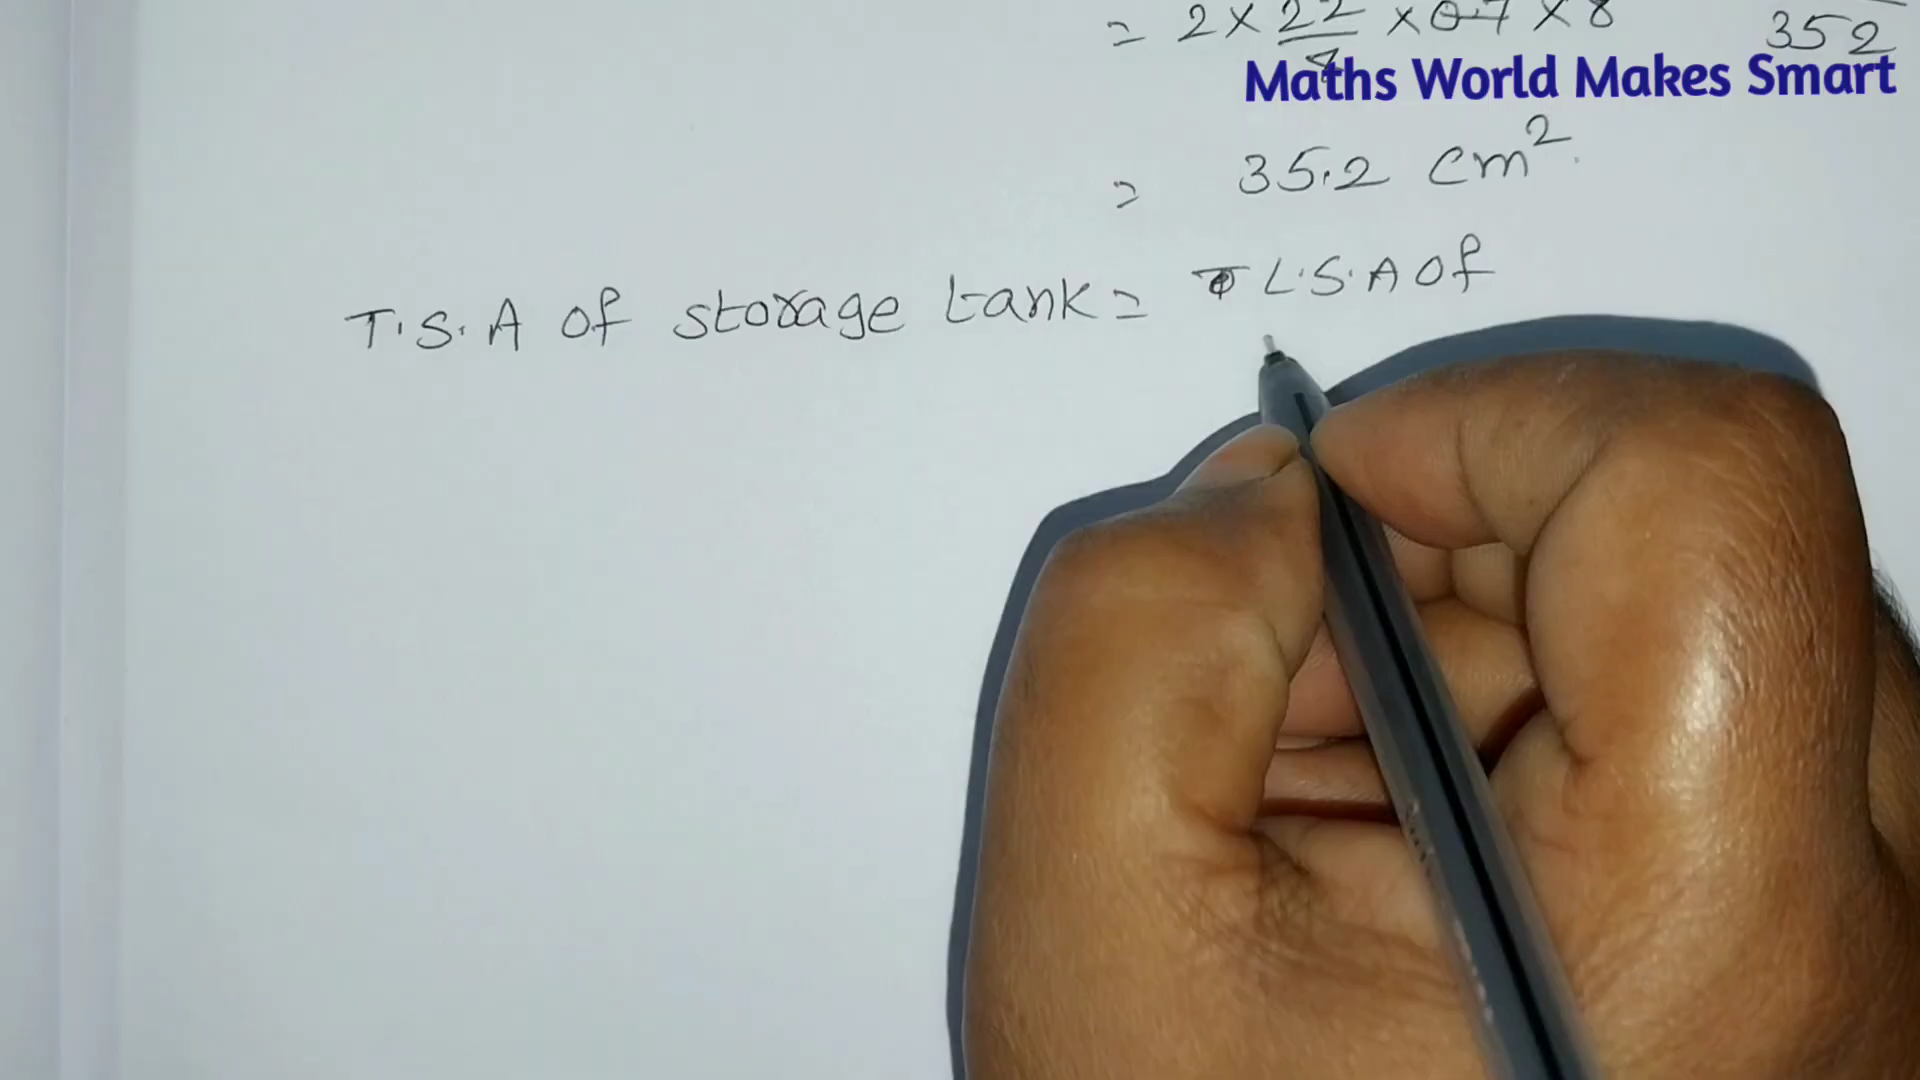 = 2 × 22/7 × 0.7 × 8
352
Maths World Makes Smart
= 35.2 cm²
T.S.A of storage tank = L.S.A of